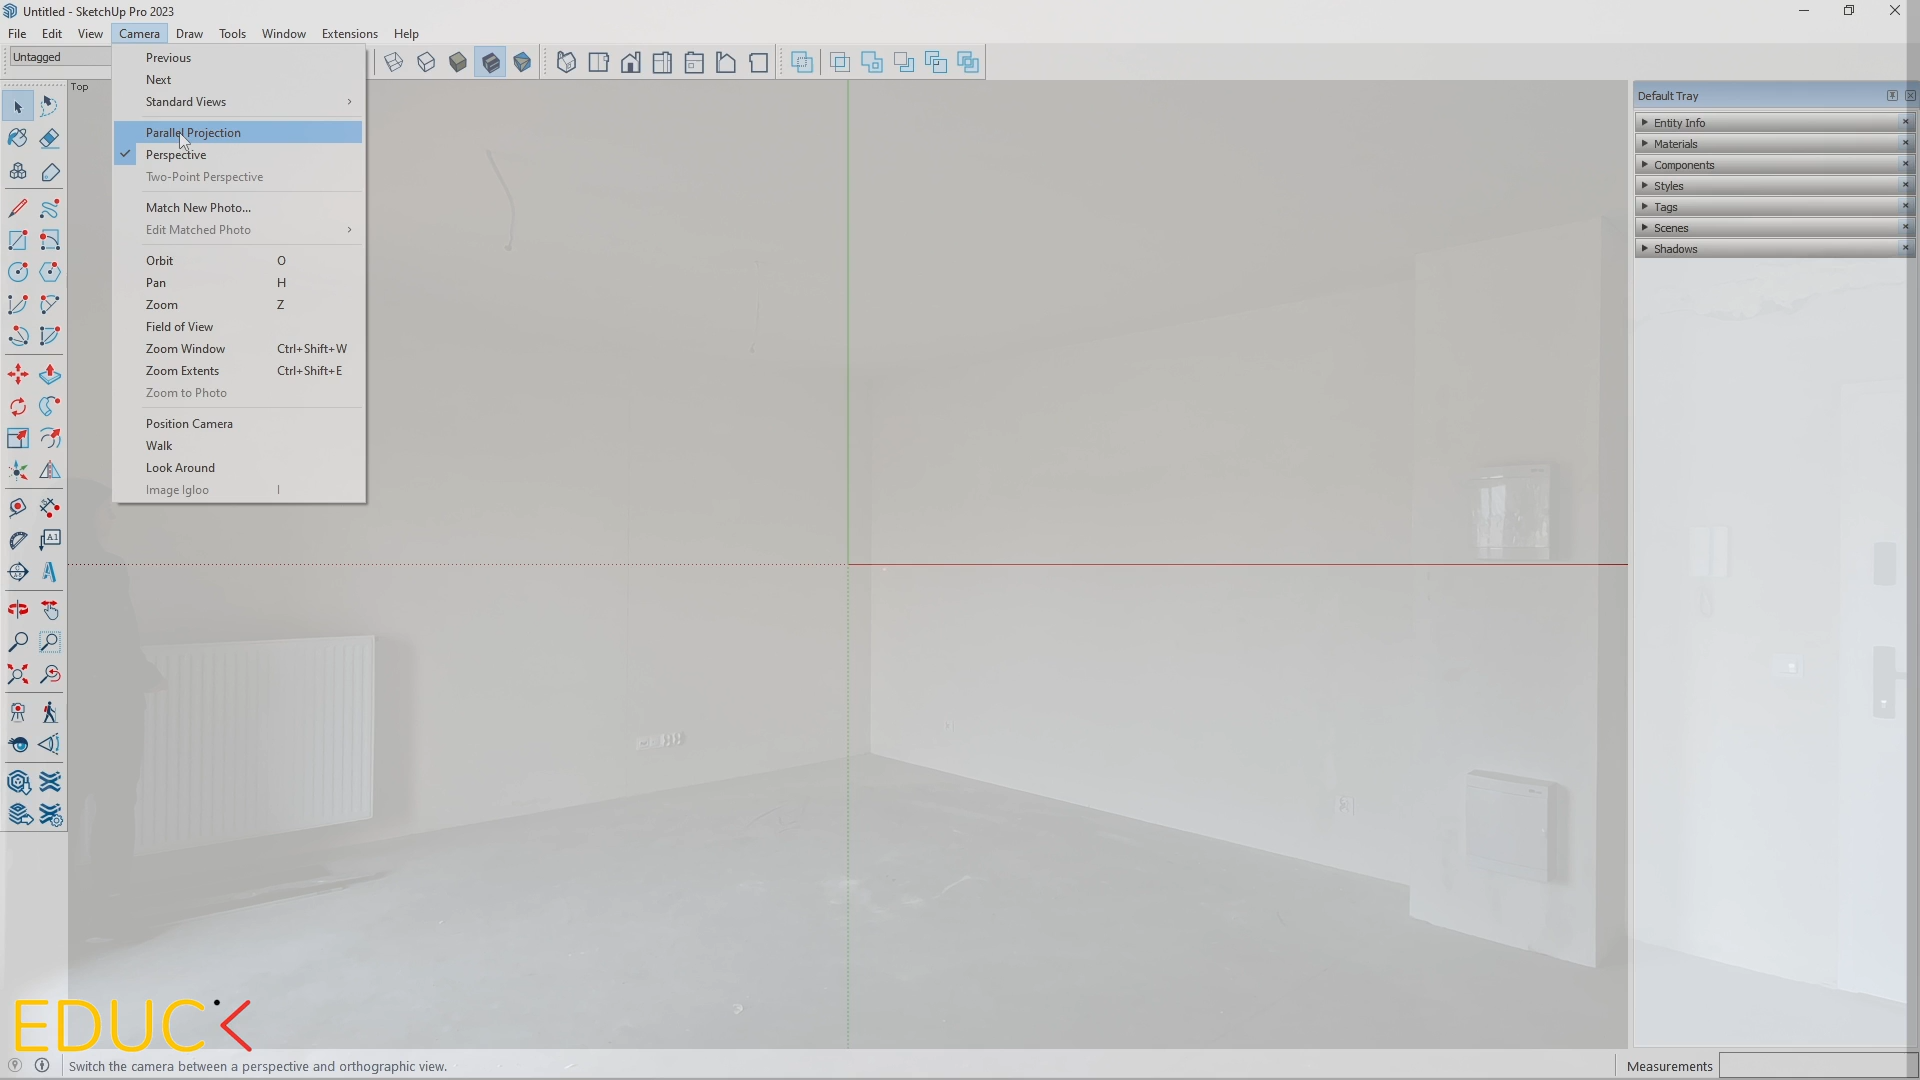 Untitled - SketchUp Pro 2023
File Edit View Camera Draw Tools Window Extensions Help
Untagged
Top
Previous
Next
Standard Views
Parallel Projection
Perspective
Two-Point Perspective
Match New Photo...
Edit Matched Photo
Orbit O
Pan H
Zoom Z
Field of View
Zoom Window Ctrl+Shift+W
Zoom Extents Ctrl+Shift+E
Zoom to Photo
Position Camera
Walk
Look Around
Image Igloo I
Default Tray
Entity Info
Materials
Components
Styles
Tags
Scenes
Shadows
A1
A
EDUC
Switch the camera between a perspective and orthographic view.
Measurements